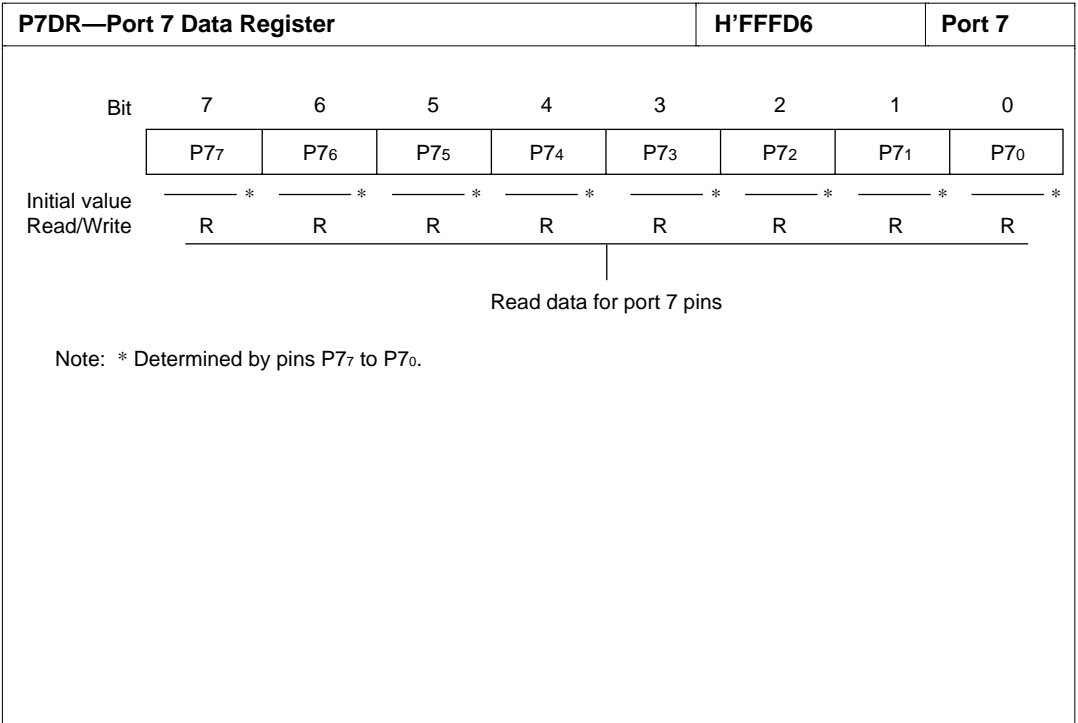 P7DR—Port 7 Data Register H'FFFD6 Port 7
Bit 7 6 5 4 3 2 1 0
P7₇ P7₆ P7₅ P7₄ P7₃ P7₂ P7₁ P7₀
Initial value —* —* —* —* —* —* —* —*
Read/Write R R R R R R R R
Read data for port 7 pins
Note: * Determined by pins P7₇ to P7₀.